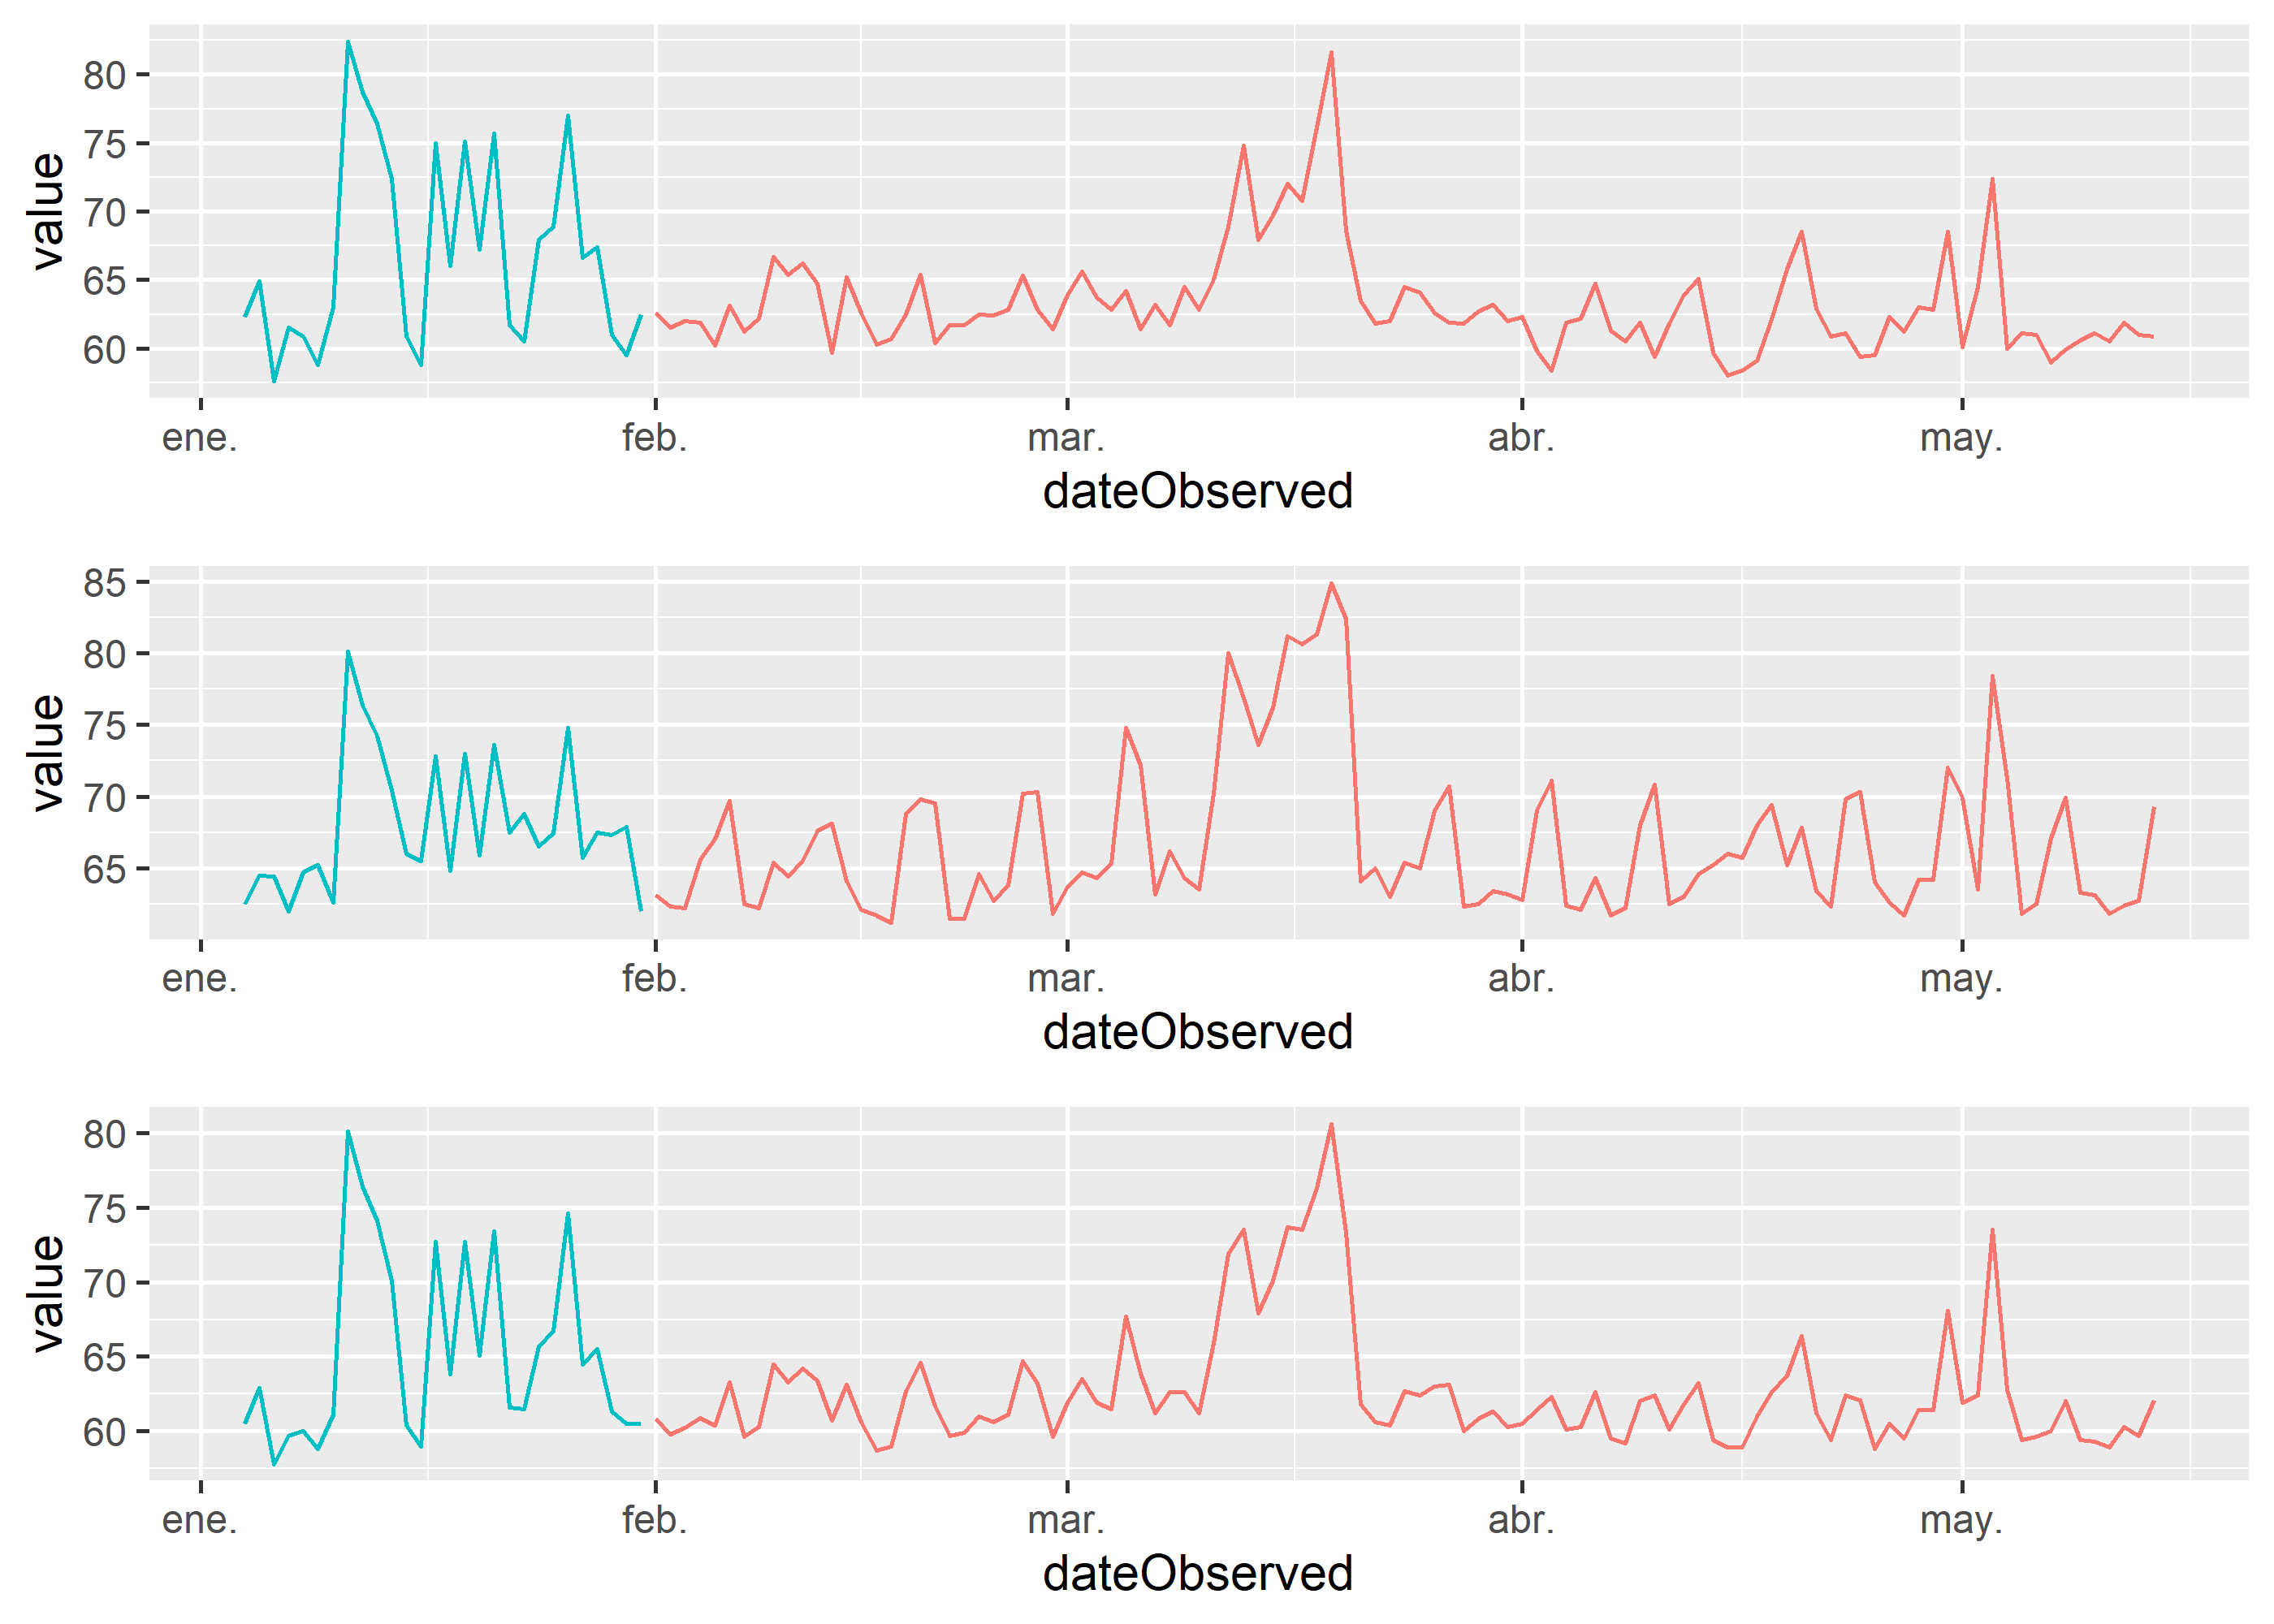 value
80
75
70
65
60
ene. feb. mar. abr. may.
dateObserved
value
85
80
75
70
65
ene. feb. mar. abr. may.
dateObserved
value
80
75
70
65
60
ene. feb. mar. abr. may.
dateObserved